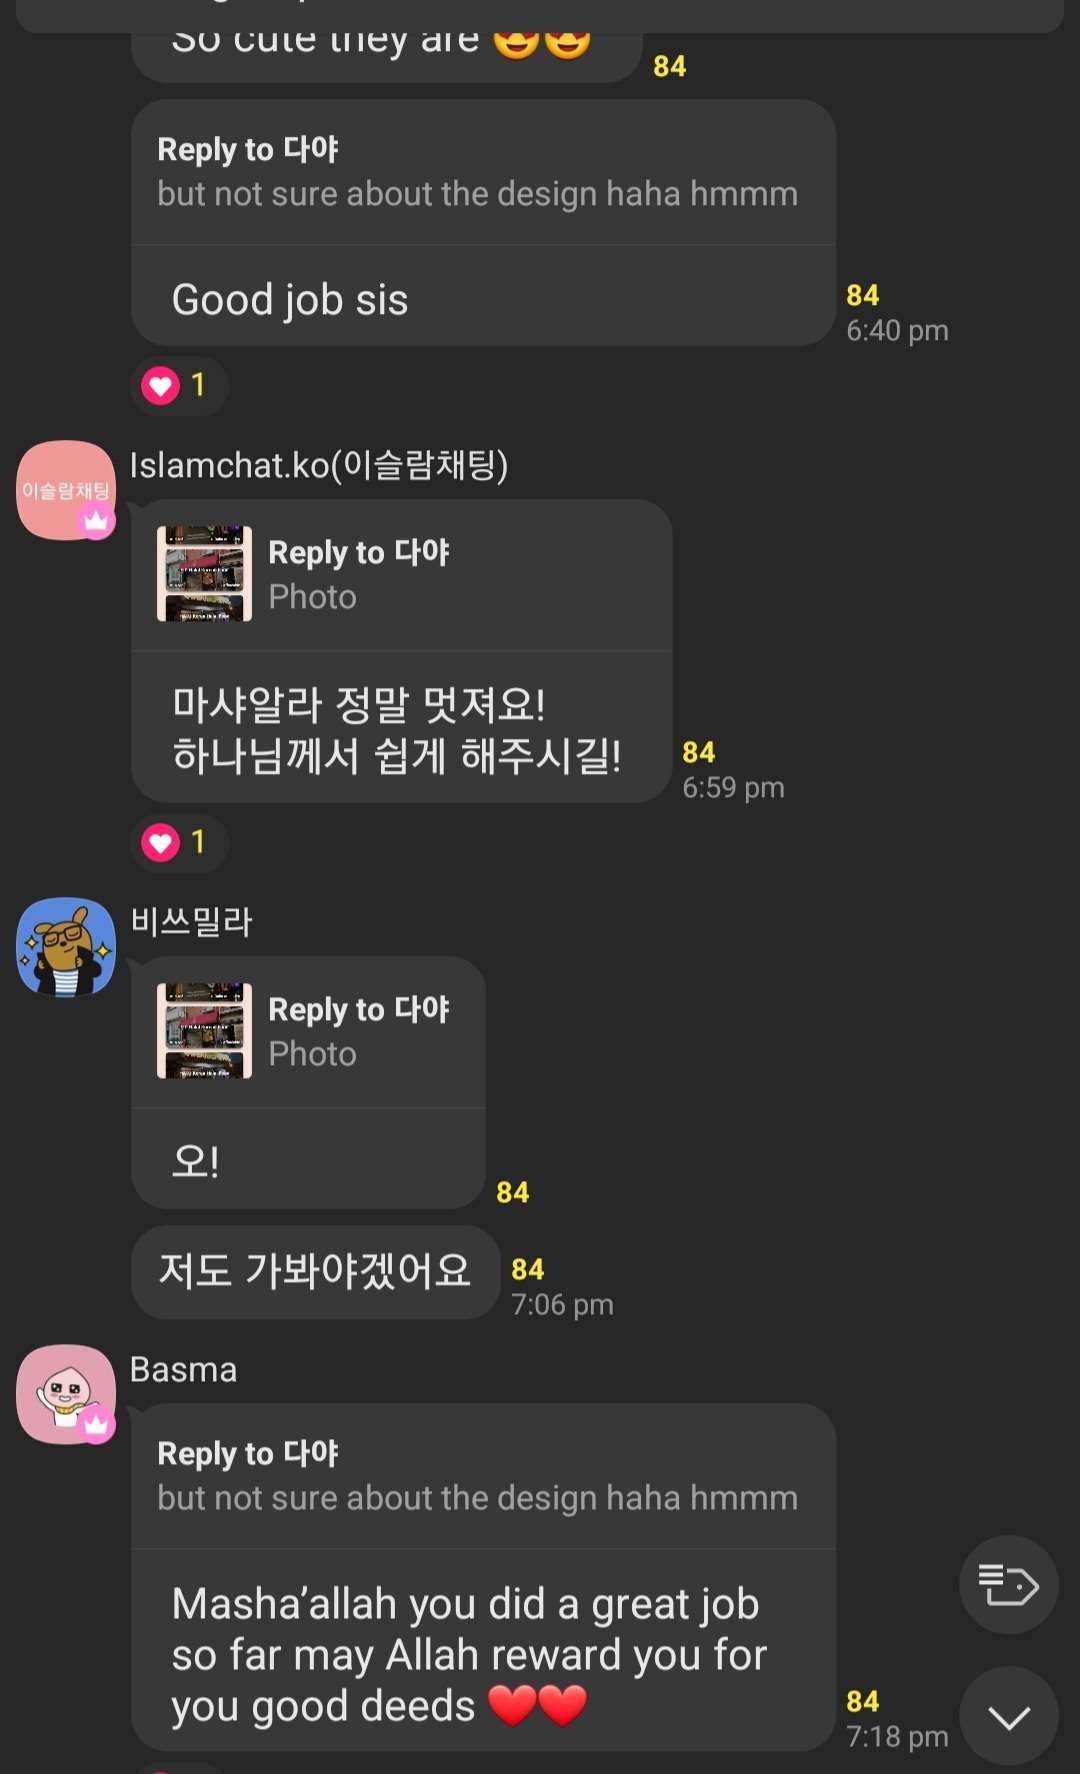 So cute they are 😍😍
84
Reply to 다야
but not sure about the design haha hmmm
Good job sis
84
6:40 pm
1
이슬람채팅
Islamchat.ko(이슬람채팅)
Reply to 다야
Photo
마샤알라 정말 멋져요!
하나님께서 쉽게 해주시길!
84
6:59 pm
1
비쓰밀라
Reply to 다야
Photo
오!
84
저도 가봐야겠어요
84
7:06 pm
Basma
Reply to 다야
but not sure about the design haha hmmm
Masha’allah you did a great job
so far may Allah reward you for
you good deeds ❤️❤️
84
7:18 pm